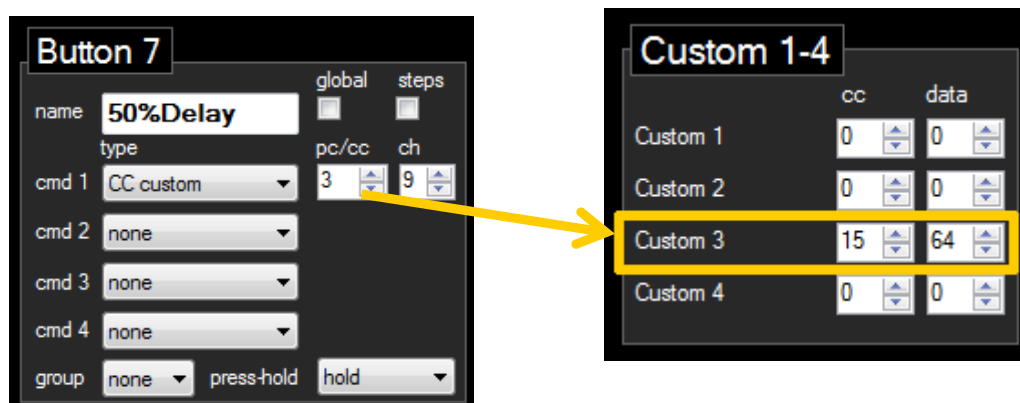 Button 7
global steps
name 50%Delay
type pc/cc ch
cmd 1 CC custom 3 9
cmd 2 none
cmd 3 none
cmd 4 none
group none press-hold hold
Custom 1-4
cc data
Custom 1 0 0
Custom 2 0 0
Custom 3 15 64
Custom 4 0 0